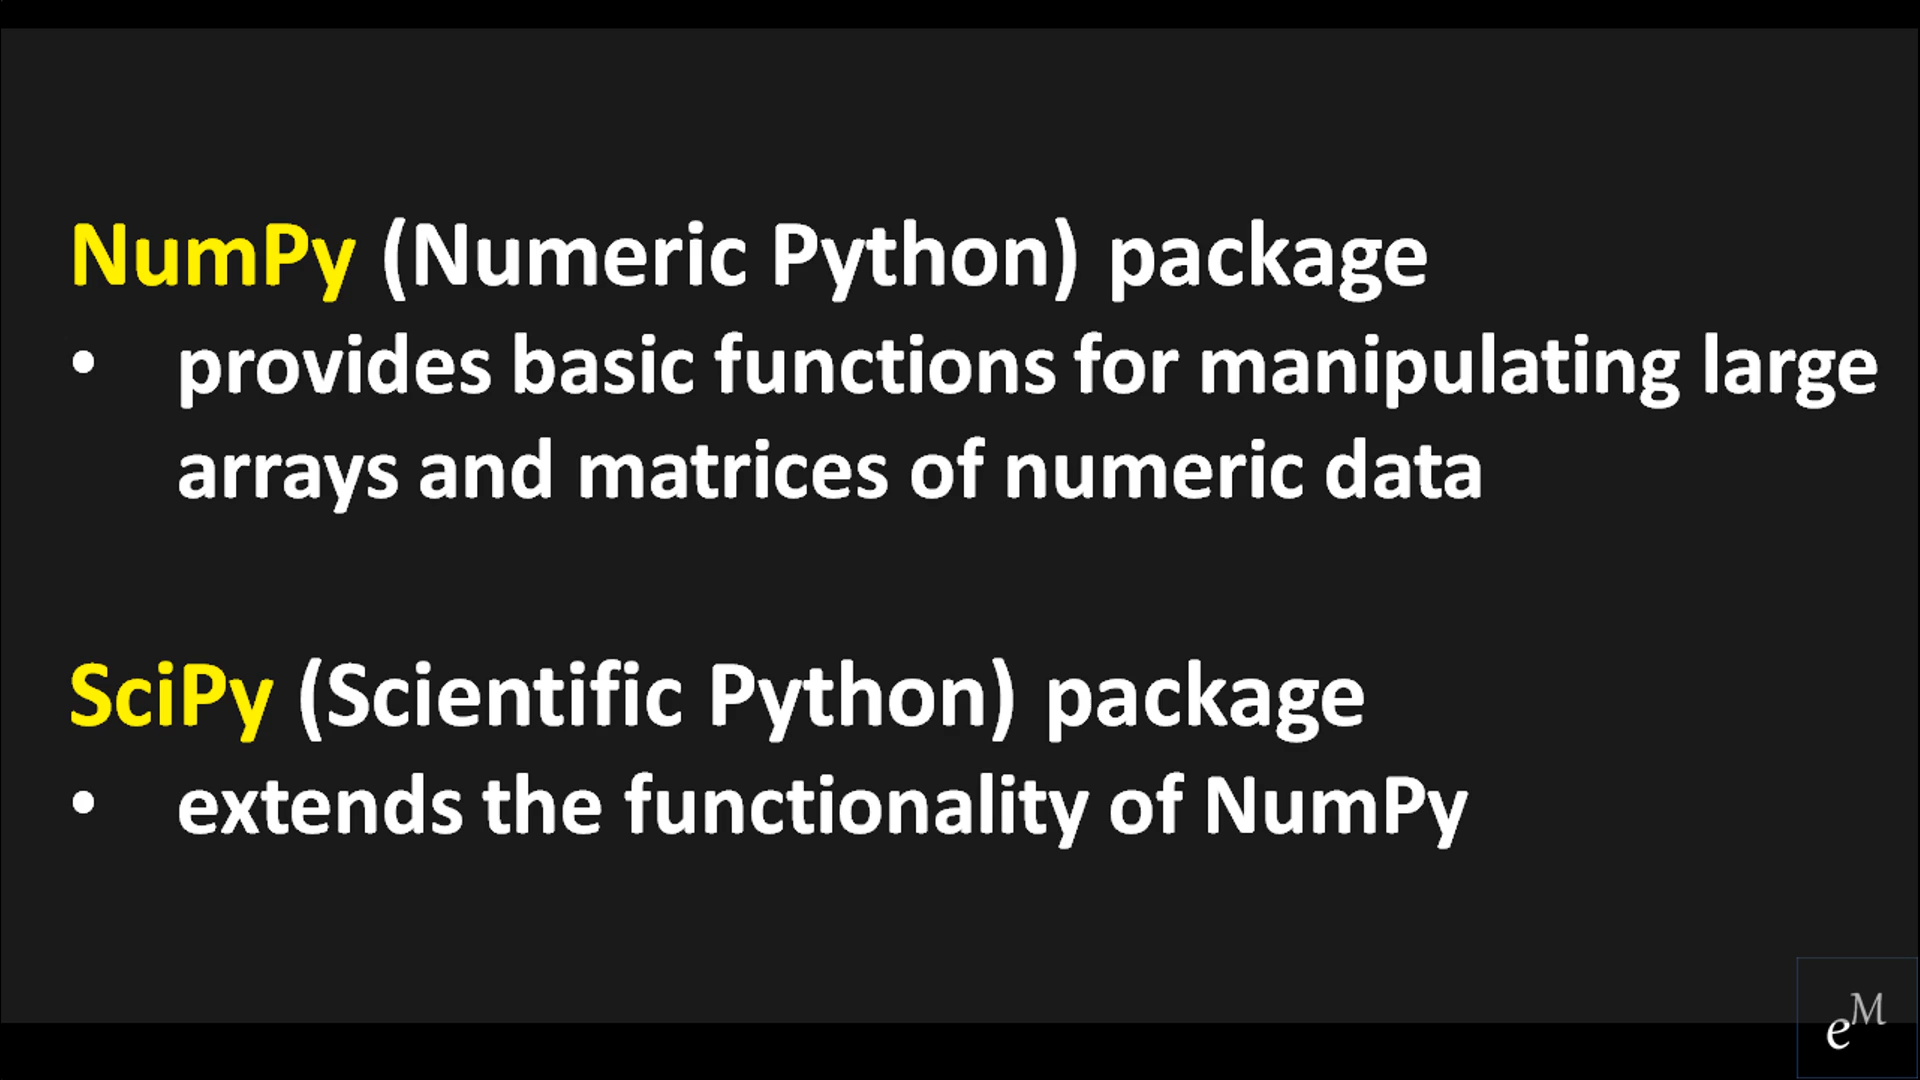 NumPy (Numeric Python) package
• provides basic functions for manipulating large
arrays and matrices of numeric data
SciPy (Scientific Python) package
• extends the functionality of NumPy
eM